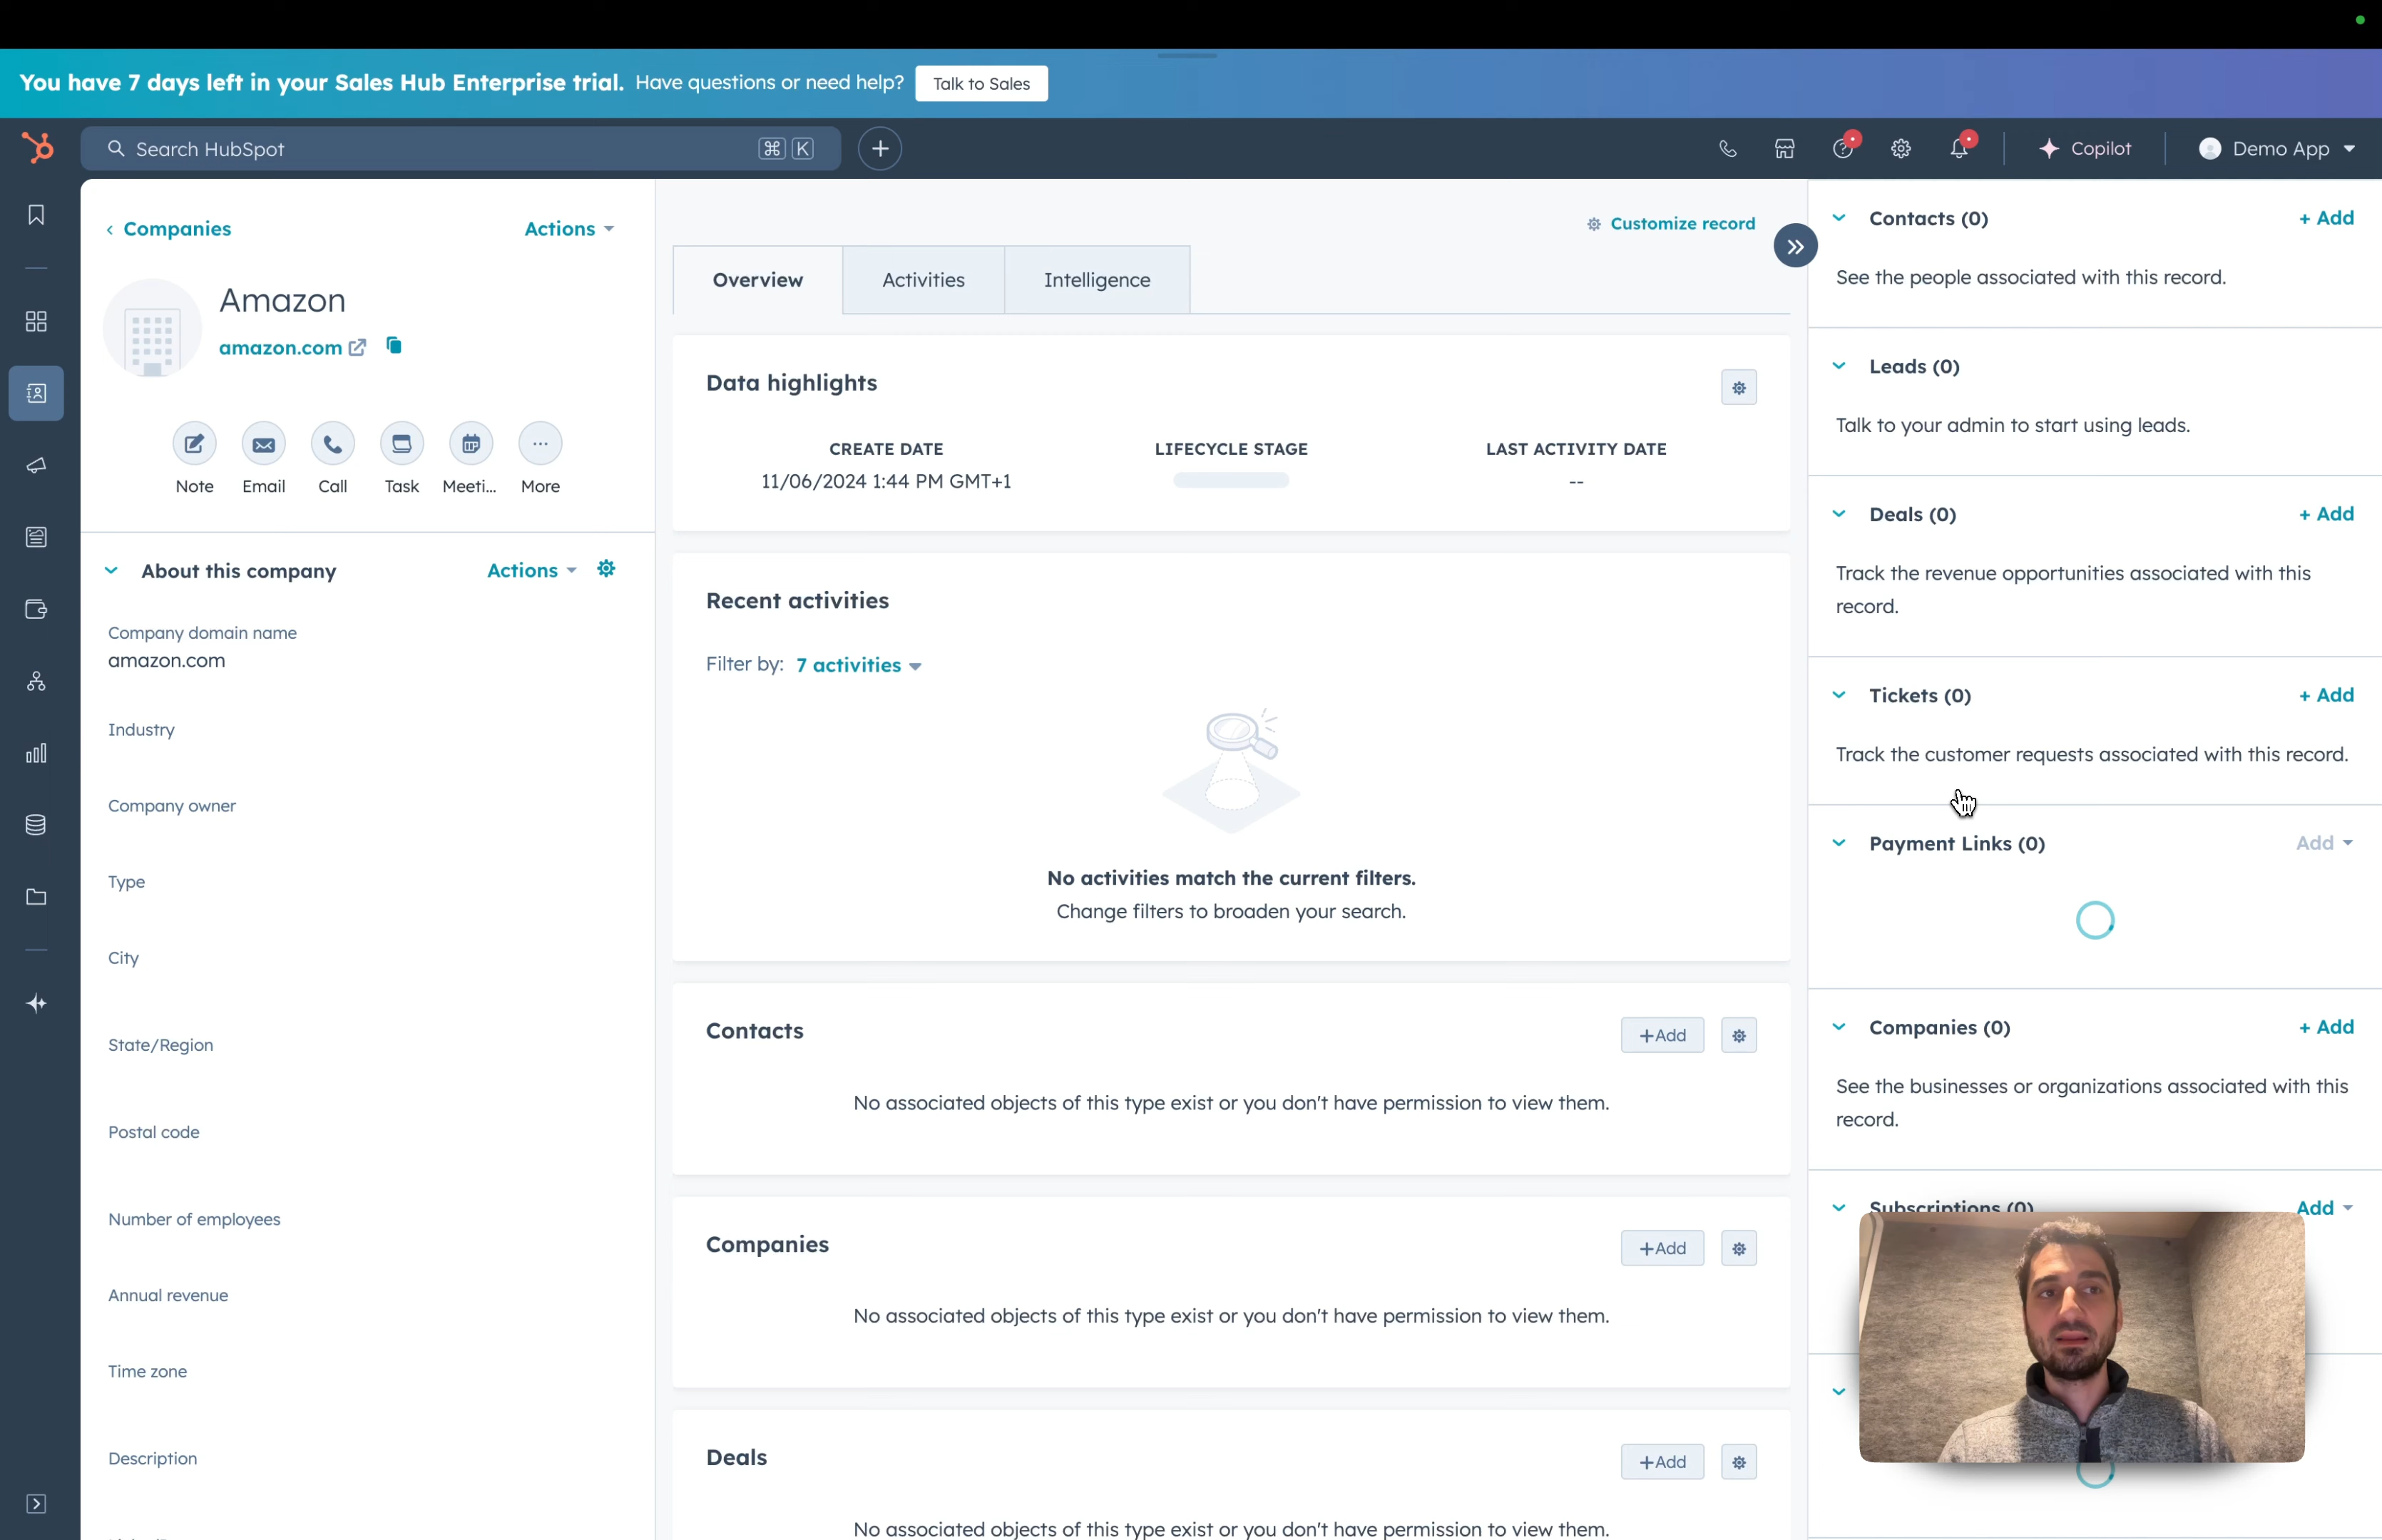 You have 7 days left in your Sales Hub Enterprise trial. Have questions or need help? Talk to Sales
Search HubSpot ⌘ K
Copilot
Demo App
Companies
Actions
Amazon
amazon.com
Note Email Call Task Meeti... More
About this company
Actions
Company domain name
amazon.com
Industry
Company owner
Type
City
State/Region
Postal code
Number of employees
Annual revenue
Time zone
Description
Customize record
Overview Activities Intelligence
Data highlights
CREATE DATE LIFECYCLE STAGE LAST ACTIVITY DATE
11/06/2024 1:44 PM GMT+1 --
Recent activities
Filter by: 7 activities
No activities match the current filters.
Change filters to broaden your search.
Contacts
+Add
No associated objects of this type exist or you don't have permission to view them.
Companies
+Add
No associated objects of this type exist or you don't have permission to view them.
Deals
+Add
No associated objects of this type exist or you don't have permission to view them.
Contacts (0) + Add
See the people associated with this record.
Leads (0)
Talk to your admin to start using leads.
Deals (0) + Add
Track the revenue opportunities associated with this
record.
Tickets (0) + Add
Track the customer requests associated with this record.
Payment Links (0) Add
Companies (0) + Add
See the businesses or organizations associated with this
record.
Subscriptions (0) Add